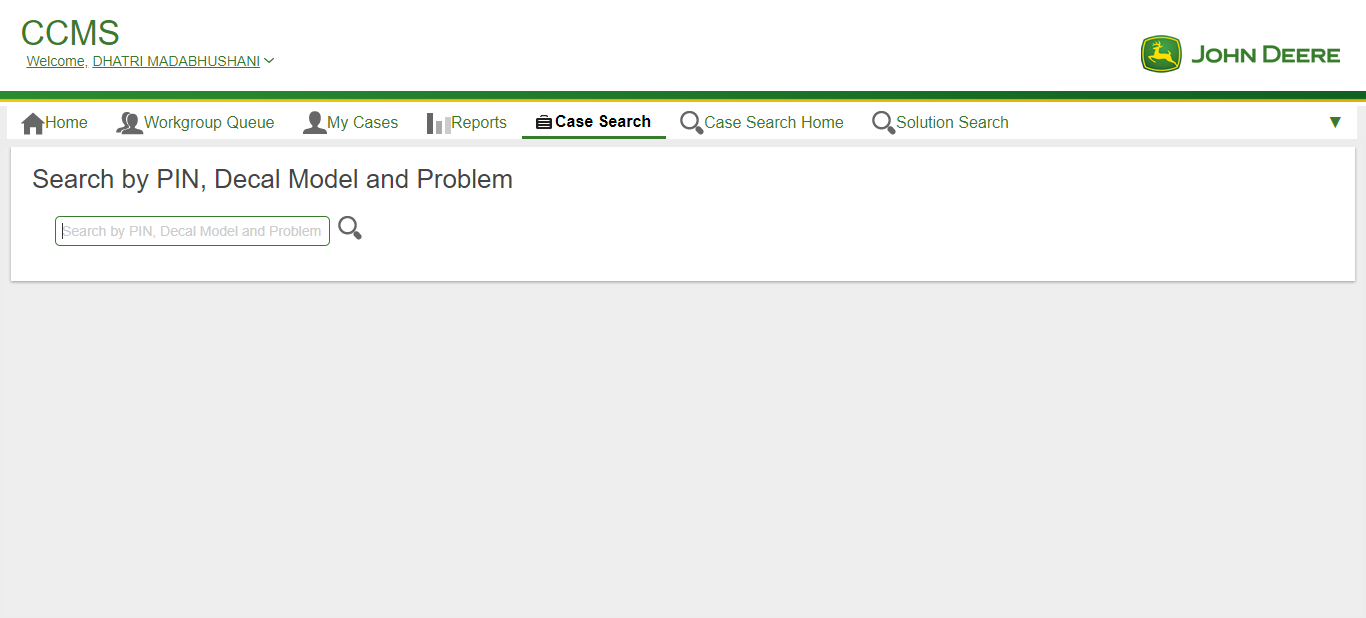 CCMS
Welcome, DHATRI MADABHUSHANI
JOHN DEERE
Home Workgroup Queue My Cases Reports Case Search Case Search Home Solution Search
Search by PIN, Decal Model and Problem
Search by PIN, Decal Model and Problem